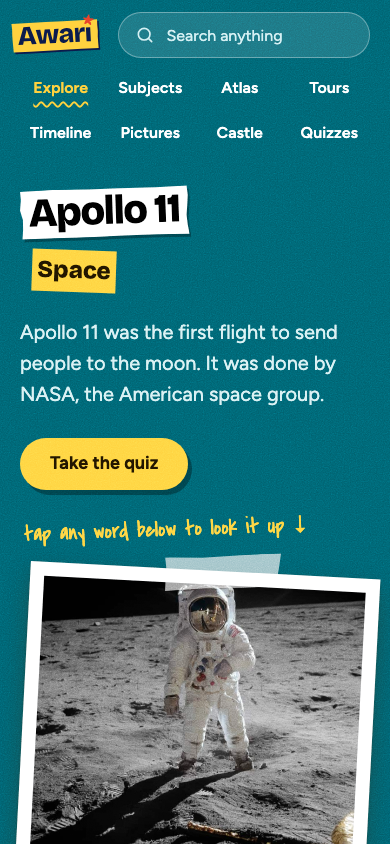 Awari
Search anything
Explore Subjects Atlas Tours
Timeline Pictures Castle Quizzes
Apollo 11
Space
Apollo 11 was the first flight to send
people to the moon. It was done by
NASA, the American space group.
Take the quiz
tap any word below to look it up ↓